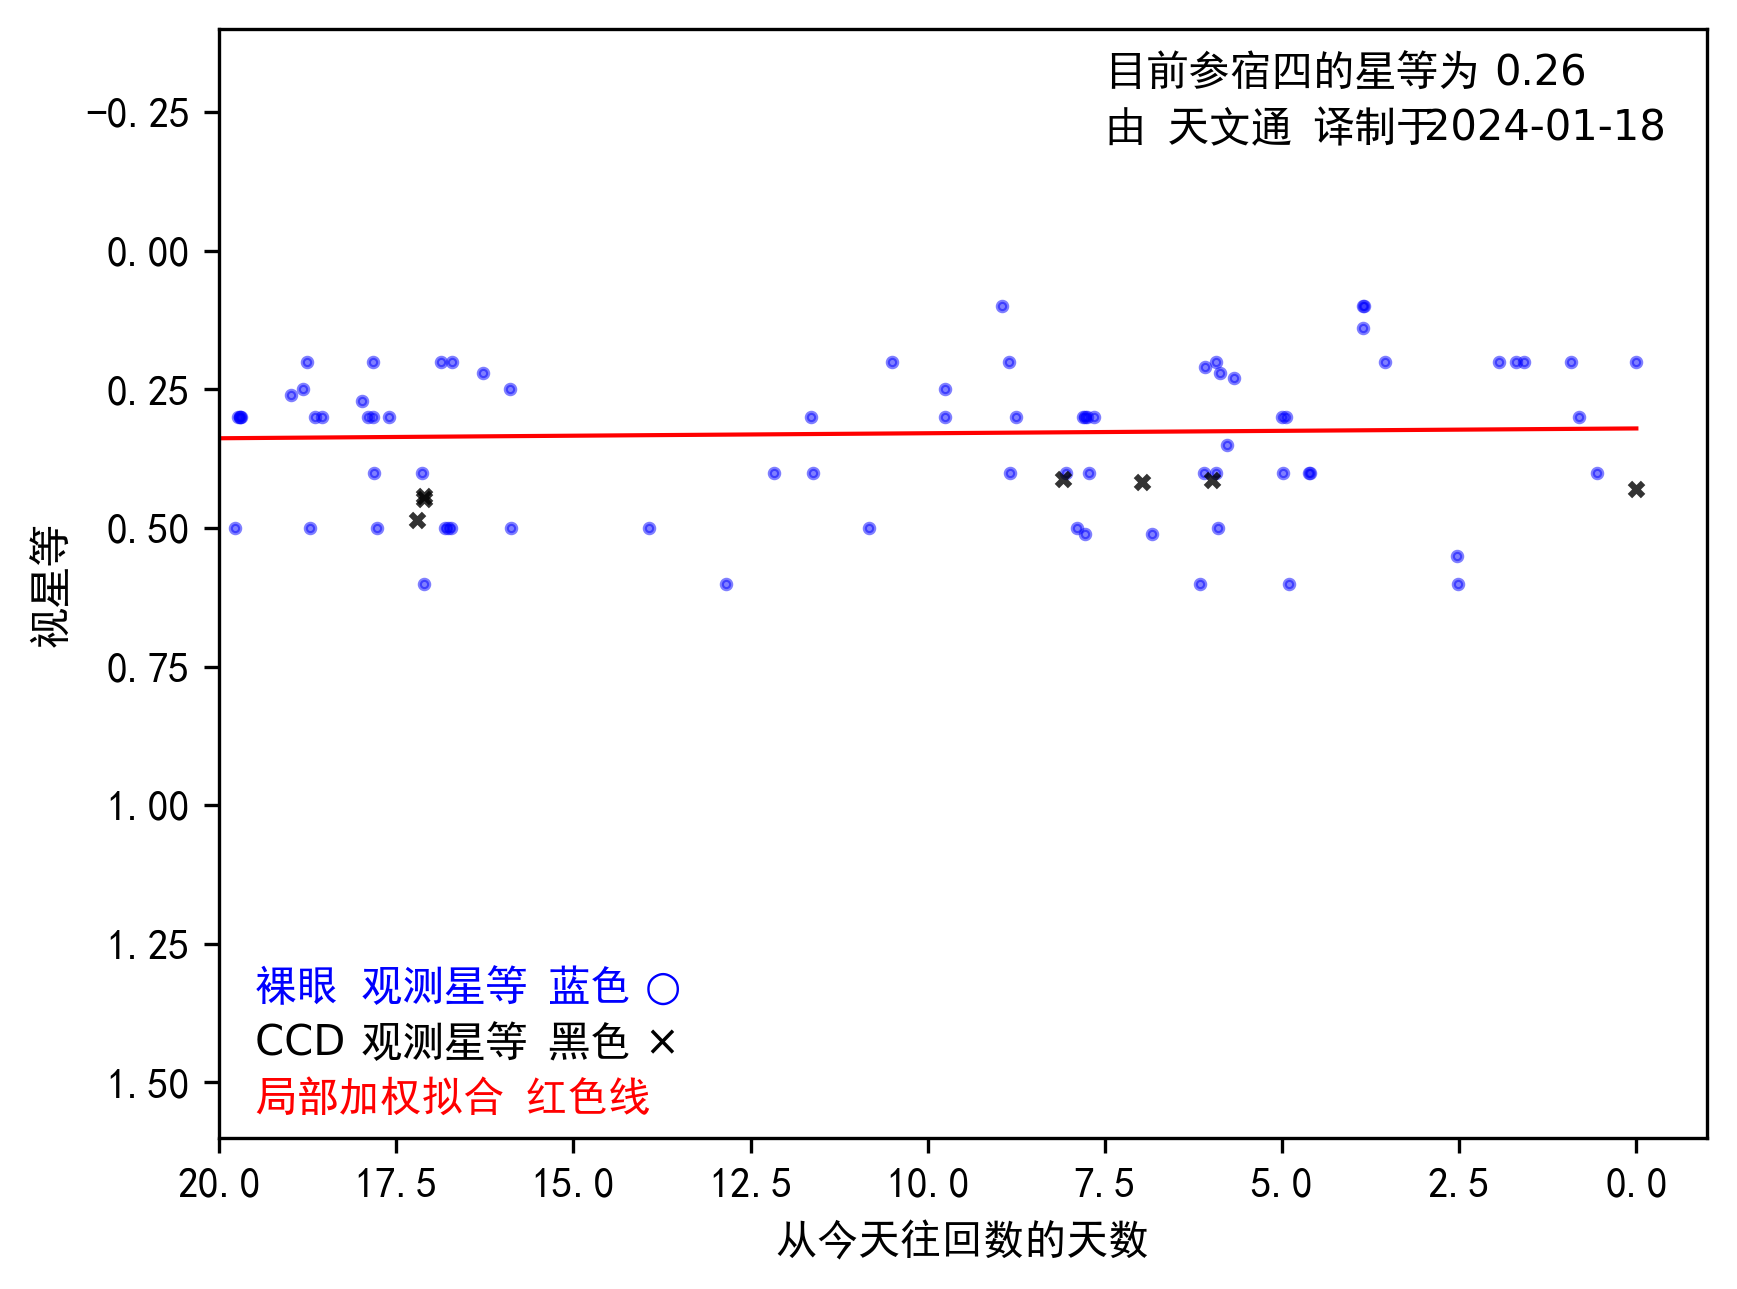 目前参宿四的星等为 0.26
由 天文通 译制于2024-01-18
−0.25
0.00
0.25
0.50
0.75
1.00
1.25
1.50
视星等
裸眼 观测星等 蓝色 ○
CCD 观测星等 黑色 ×
局部加权拟合 红色线
20.0 17.5 15.0 12.5 10.0 7.5 5.0 2.5 0.0
从今天往回数的天数